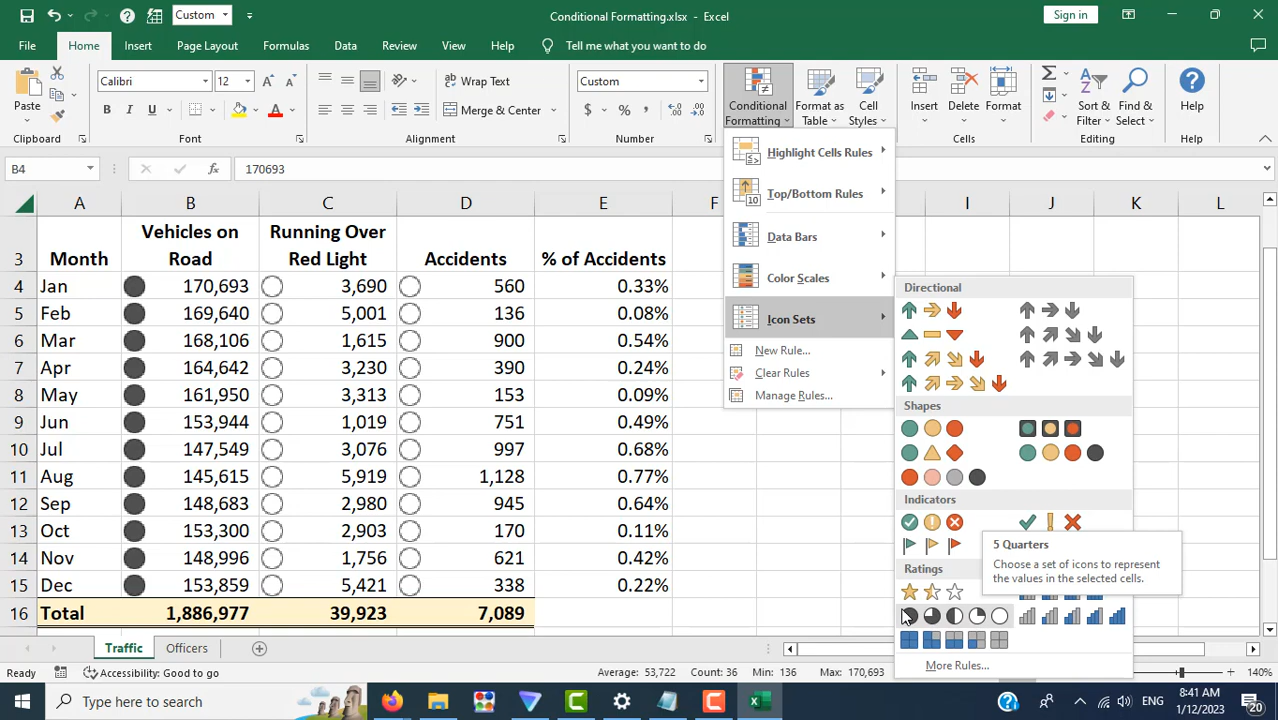 Custom
Conditional Formatting.xlsx - Excel
Sign in
File Home Insert Page Layout Formulas Data Review View Help Tell me what you want to do
Paste
Calibri 12
B I U
Wrap Text
Merge & Center
Custom
$ % ,
Conditional Formatting
Format as Table
Cell Styles
Insert
Delete
Format
Sort & Filter
Find & Select
Help
Clipboard Font Alignment Number Cells Editing Help
B4 fx 170693
A B C D E F I J K L
3 Month Vehicles on Road Running Over Red Light Accidents % of Accidents
4 Jan 170,693 3,690 560 0.33%
5 Feb 169,640 5,001 136 0.08%
6 Mar 168,106 1,615 900 0.54%
7 Apr 164,642 3,230 390 0.24%
8 May 161,950 3,313 153 0.09%
9 Jun 153,944 1,019 751 0.49%
10 Jul 147,549 3,076 997 0.68%
11 Aug 145,615 5,919 1,128 0.77%
12 Sep 148,683 2,980 945 0.64%
13 Oct 153,300 2,903 170 0.11%
14 Nov 148,996 1,756 621 0.42%
15 Dec 153,859 5,421 338 0.22%
16 Total 1,886,977 39,923 7,089
Highlight Cells Rules
Top/Bottom Rules
Data Bars
Color Scales
Icon Sets
New Rule...
Clear Rules
Manage Rules...
Directional
Shapes
Indicators
Ratings
More Rules...
5 Quarters
Choose a set of icons to represent
the values in the selected cells.
Traffic Officers
Ready Accessibility: Good to go Average: 53,722 Count: 36 Min: 136 Max: 170,693 140%
Type here to search
ENG
8:41 AM
1/12/2023
20